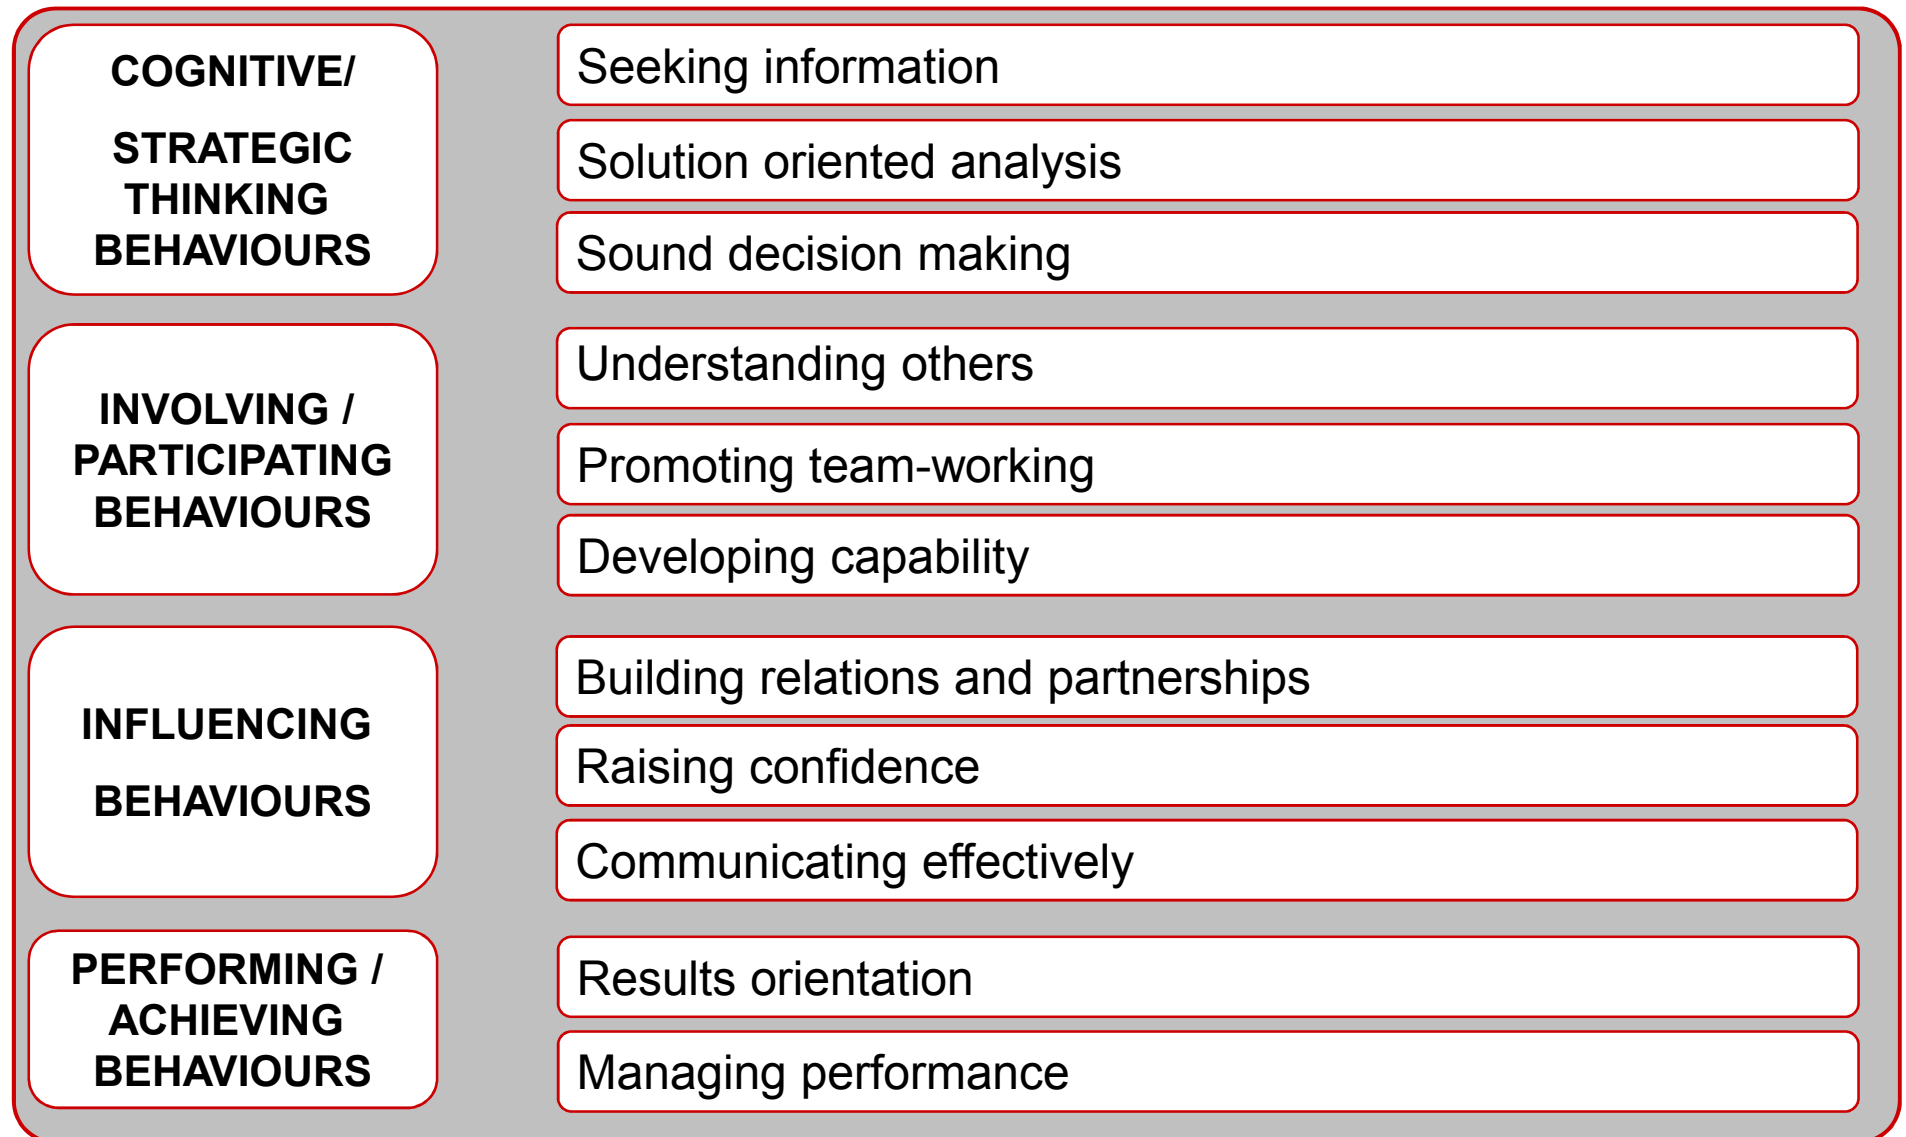 COGNITIVE/
STRATEGIC
THINKING
BEHAVIOURS
Seeking information
Solution oriented analysis
Sound decision making
INVOLVING /
PARTICIPATING
BEHAVIOURS
Understanding others
Promoting team-working
Developing capability
INFLUENCING
BEHAVIOURS
Building relations and partnerships
Raising confidence
Communicating effectively
PERFORMING /
ACHIEVING
BEHAVIOURS
Results orientation
Managing performance